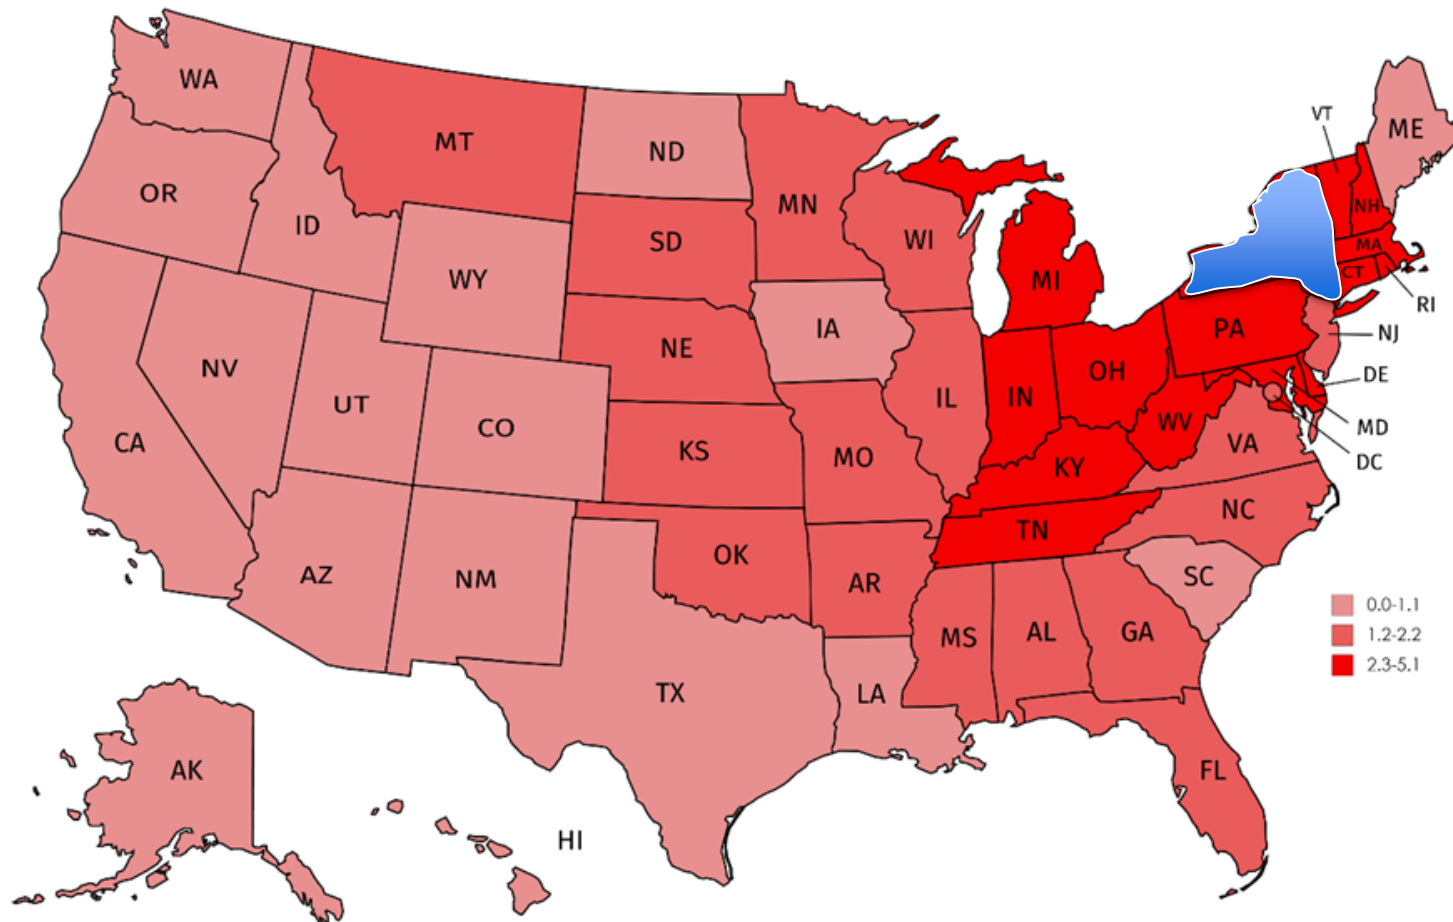 WA
MT
ND
MN
VT
ME
OR
ID
SD
WI
NH
MA
WY
MI
CT
RI
IA
PA
NJ
NE
NV
OH
DE
UT
IL
IN
CO
WV
MD
CA
KS
MO
KY
VA
DC
NC
TN
OK
AZ
NM
AR
SC
0.0-1.1
MS
AL
GA
1.2-2.2
2.3-5.1
TX
LA
AK
FL
HI